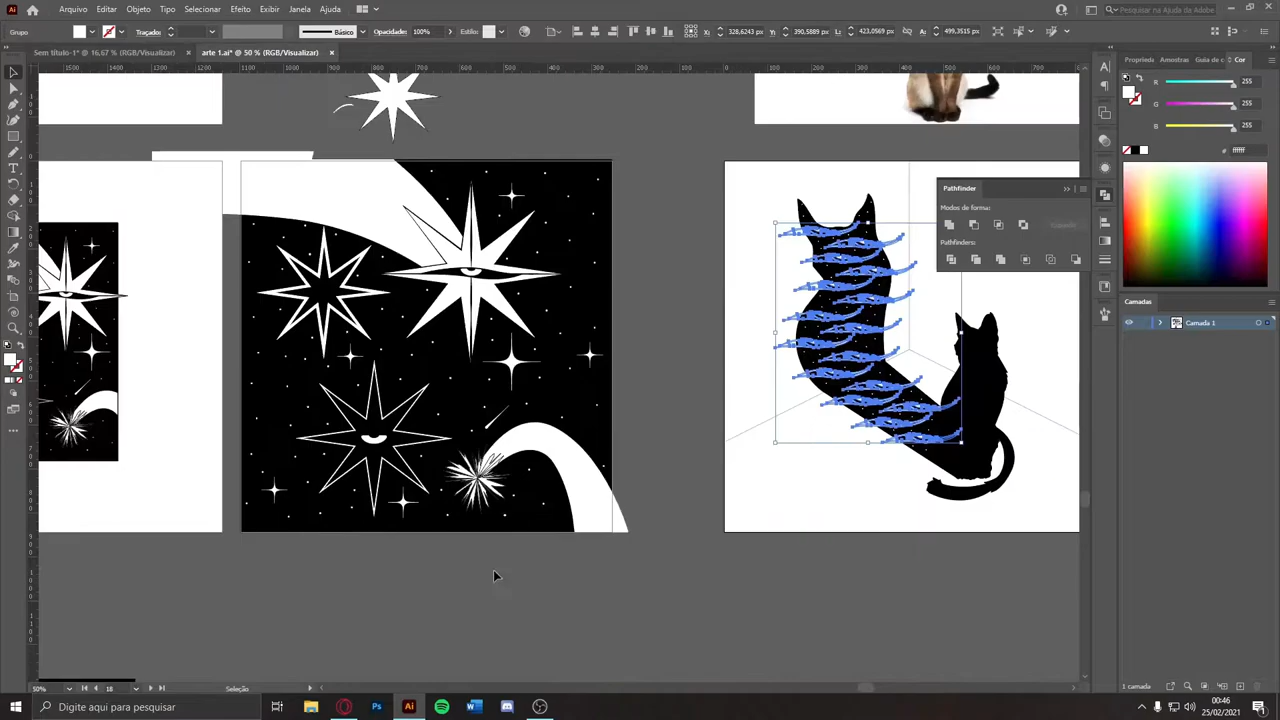 Arquivo Editar Objeto Tipo Selecionar Efeito Exibir Janela Ajuda
Pesquisar na Ajuda da Adobe
Grupo Traçado: Básico Opacidade: 100% Estilo: X: 328,6243 px Y: 390,5889 px L: 423,0569 px A: 499,3515 px
Sem título-1* @ 16,67 % (RGB/Visualizar) × arte 1.ai* @ 50 % (RGB/Visualizar) ×
Proprieda Amostras Guia de c Cor
R 255
G 255
B 255
# ffffff
Pathfinder
Modos de forma:
Expandir
Pathfinders:
Camadas
Camada 1
50% 18 Seleção
1 camada
Digite aqui para pesquisar
00:46
25/02/2021